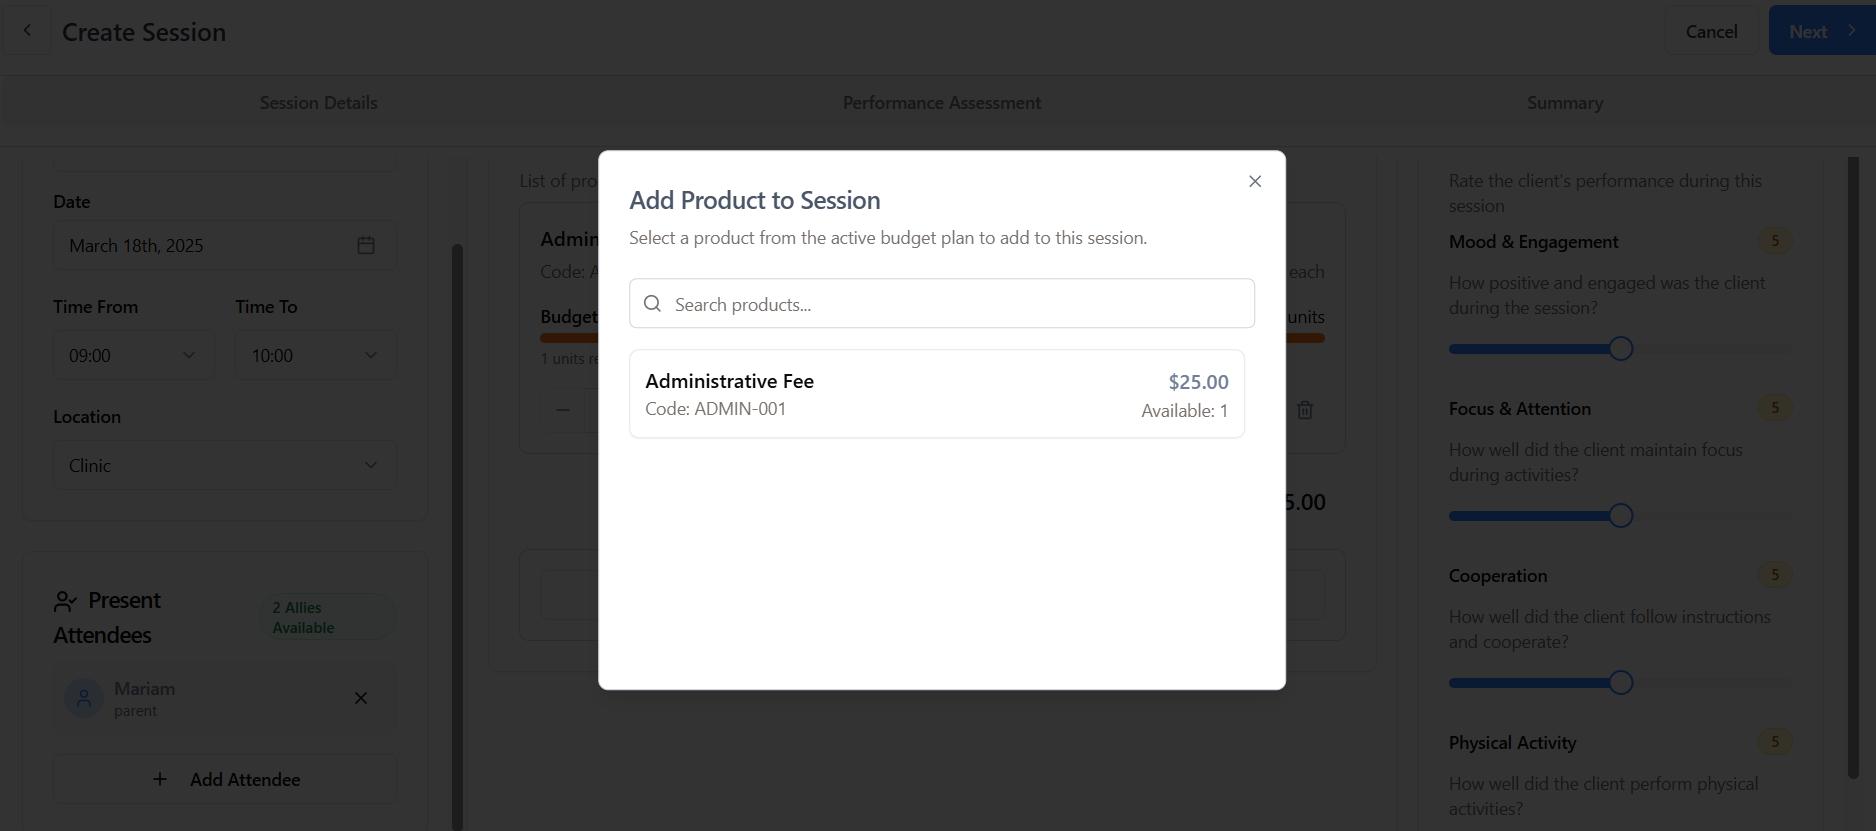 Create Session
Cancel
Next
Session Details
Performance Assessment
Summary
Date
March 18th, 2025
Time From
Time To
09:00
10:00
Location
Clinic
Present
Attendees
2 Allies
Available
Mariam
parent
Add Attendee
List of pro
Admin
Code: A
each
Budget
units
1 units re
5.00
Add Product to Session
Select a product from the active budget plan to add to this session.
Search products...
Administrative Fee
$25.00
Code: ADMIN-001
Available: 1
Rate the client's performance during this
session
Mood & Engagement
5
How positive and engaged was the client
during the session?
Focus & Attention
5
How well did the client maintain focus
during activities?
Cooperation
5
How well did the client follow instructions
and cooperate?
Physical Activity
5
How well did the client perform physical
activities?